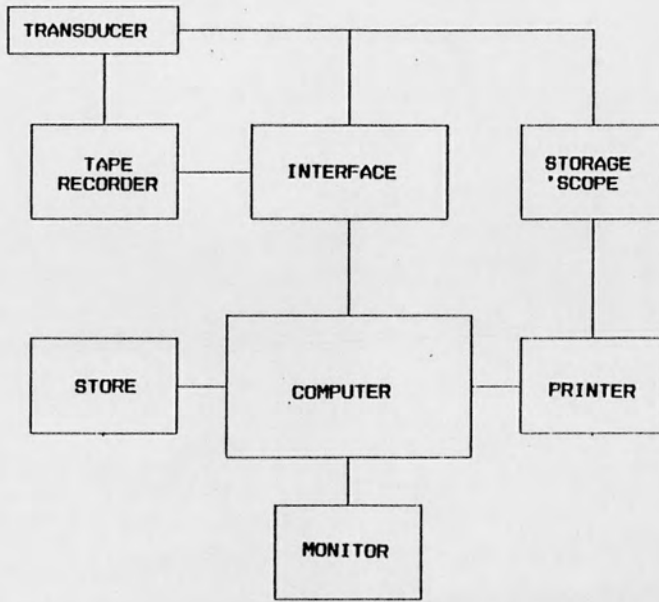 TRANSDUCER
TAPE
RECORDER
INTERFACE
STORAGE
'SCOPE
STORE
COMPUTER
PRINTER
MONITOR